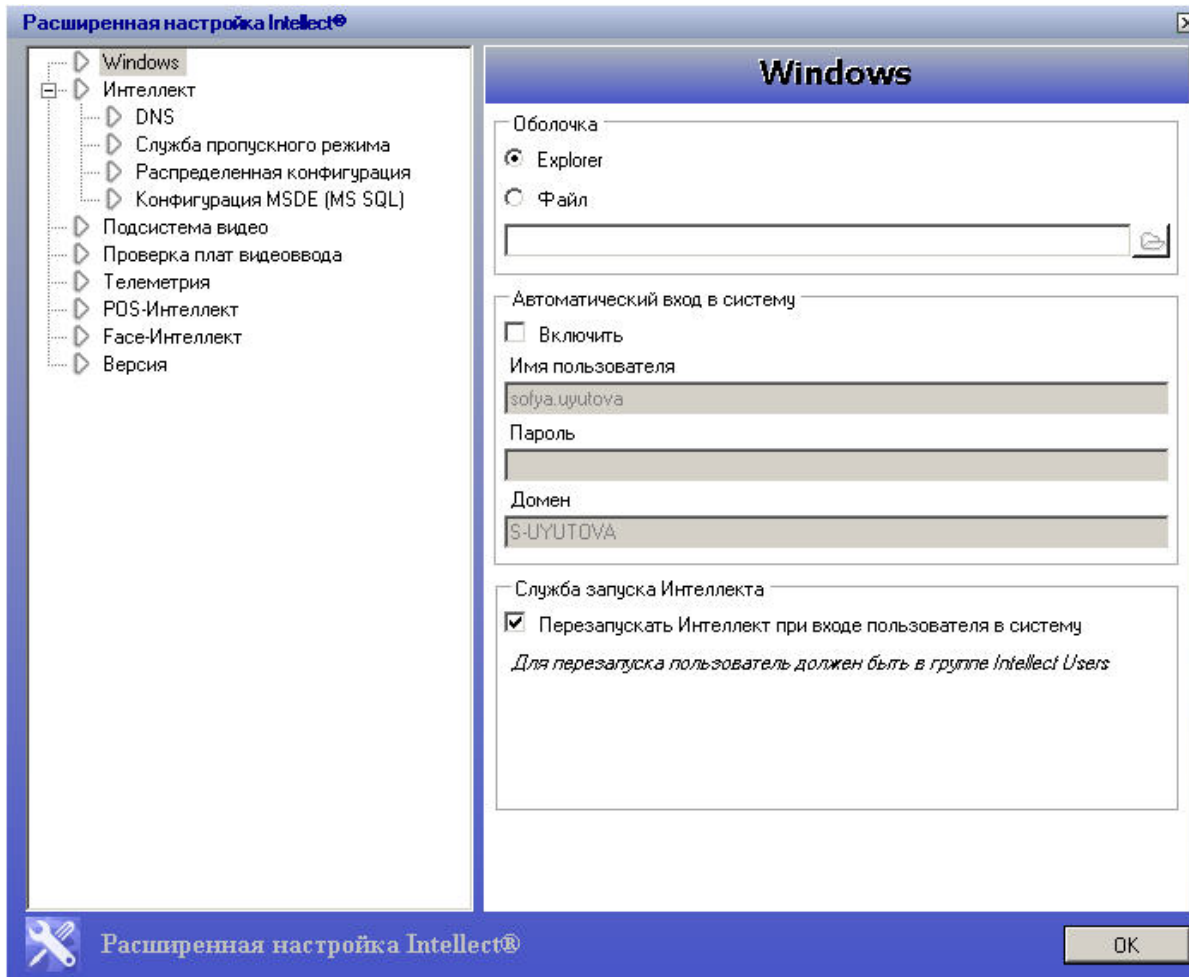 Расширенная настройка Intellect®
Windows
Интеллект
DNS
Служба пропускного режима
Распределенная конфигурация
Конфигурация MSDE (MS SQL)
Подсистема видео
Проверка плат видеоввода
Телеметрия
POS-Интеллект
Face-Интеллект
Версия
Windows
Оболочка
Explorer
Файл
Автоматический вход в систему
Включить
Имя пользователя
sofya.uyutova
Пароль
Домен
S-UYUTOVA
Служба запуска Интеллекта
Перезапускать Интеллект при входе пользователя в систему
Для перезапуска пользователь должен быть в группе Intellect Users
Расширенная настройка Intellect®
OK